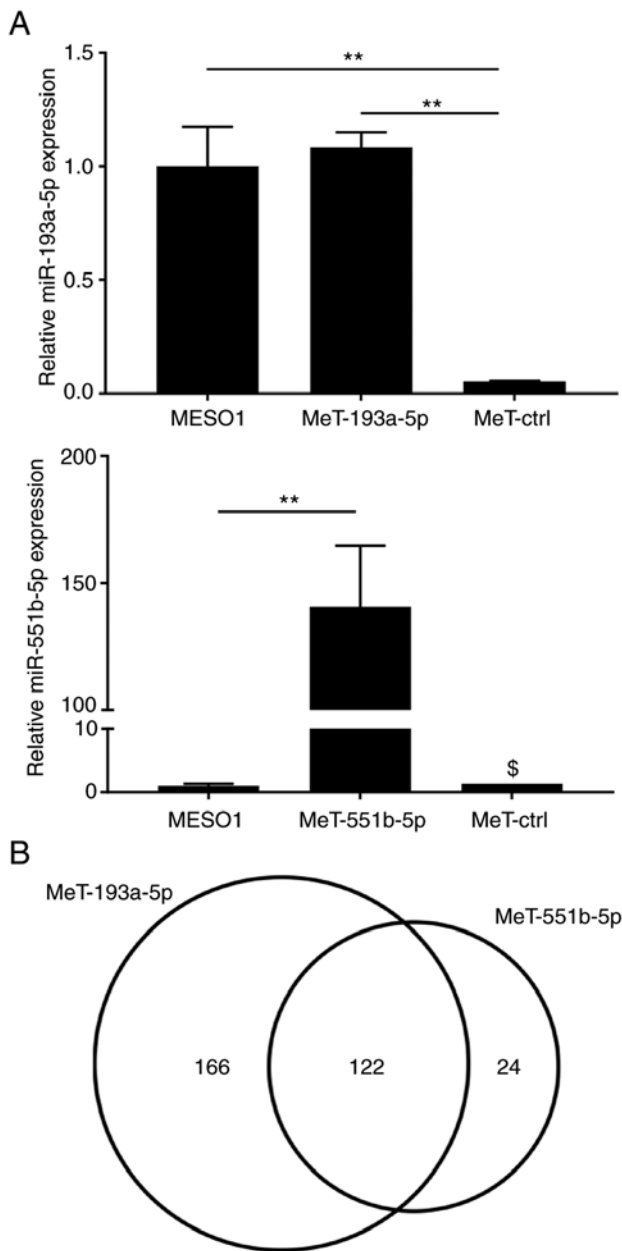 A
Relative miR-193a-5p expression
1.5
1.0
0.5
0.0
**
**
MESO1
MeT-193a-5p
MeT-ctrl
Relative miR-551b-5p expression
200
150
100
10
0
**
$
MESO1
MeT-551b-5p
MeT-ctrl
B
MeT-193a-5p
MeT-551b-5p
166
122
24